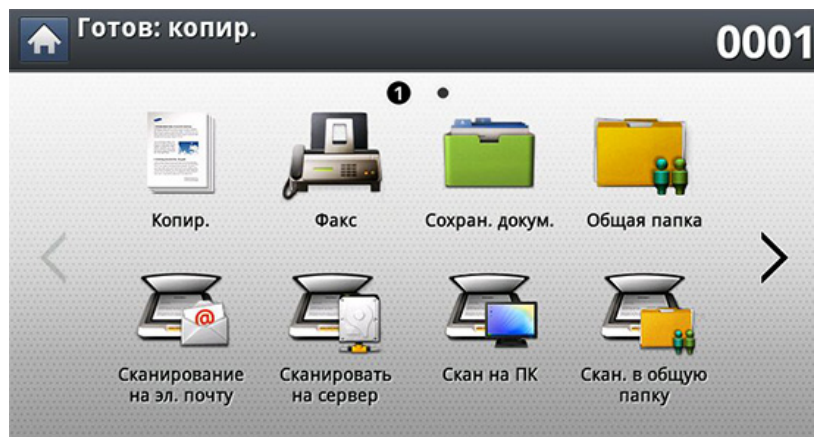 Готов: копир.
0001
1
Копир.
Факс
Сохран. докум.
Общая папка
@
Сканирование
на эл. почту
Сканировать
на сервер
Скан на ПК
Скан. в общую
папку